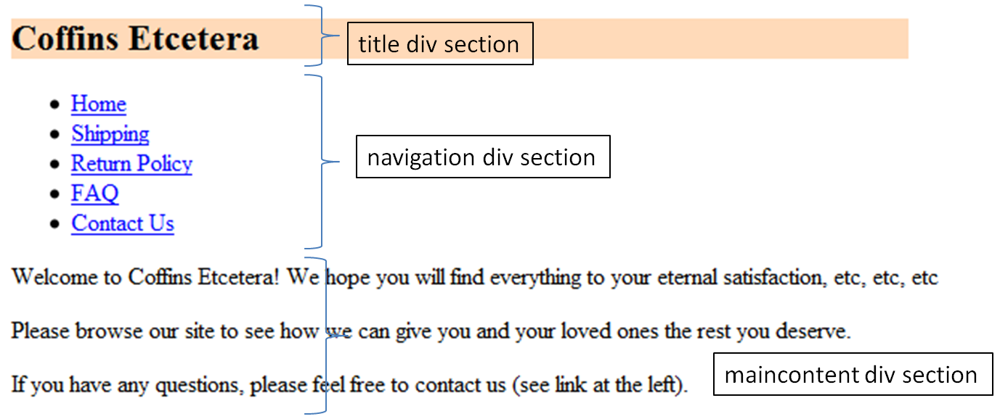 Coffins Etcetera
title div section
Home
Shipping
Return Policy
FAQ
Contact Us
navigation div section
Welcome to Coffins Etcetera! We hope you will find everything to your eternal satisfaction, etc, etc, etc
Please browse our site to see how we can give you and your loved ones the rest you deserve.
If you have any questions, please feel free to contact us (see link at the left).
maincontent div section